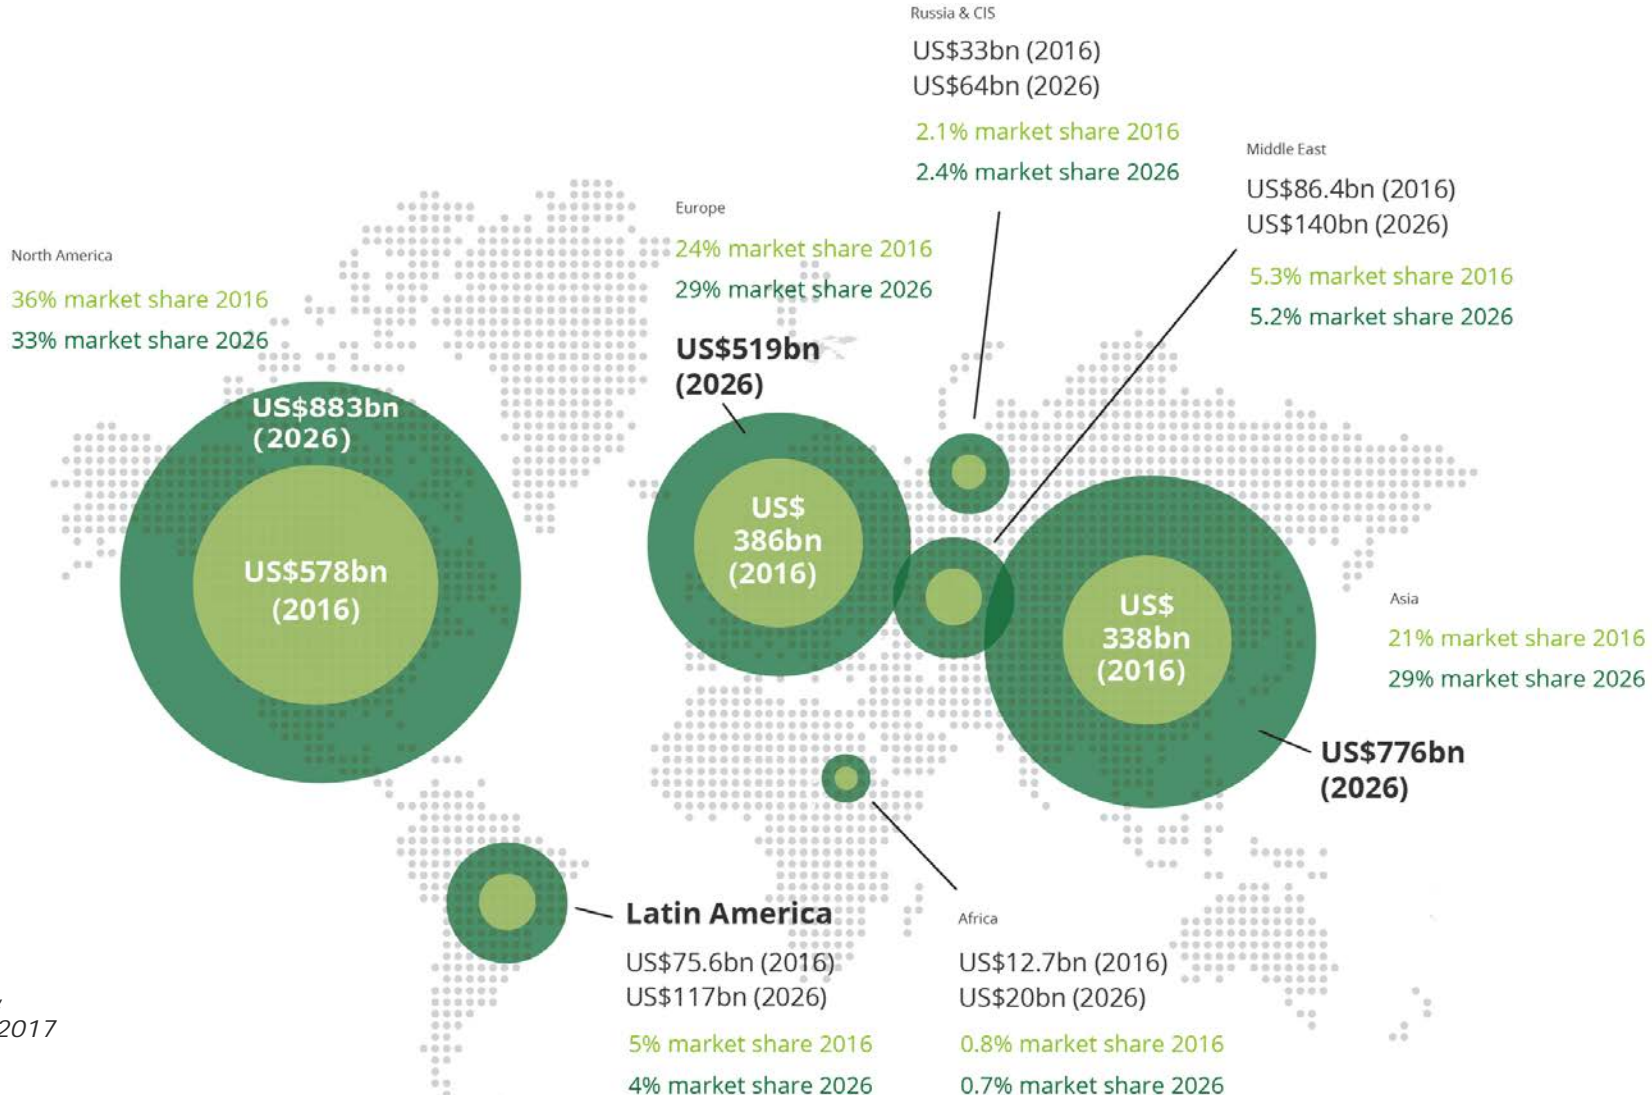 Russia & CIS
US$33bn (2016)
US$64bn (2026)
2.1% market share 2016
2.4% market share 2026
Middle East
US$86.4bn (2016)
US$140bn (2026)
5.3% market share 2016
5.2% market share 2026
Europe
24% market share 2016
29% market share 2026
US$519bn
(2026)
US$
386bn
(2016)
North America
36% market share 2016
33% market share 2026
US$883bn
(2026)
US$578bn
(2016)
Asia
21% market share 2016
29% market share 2026
US$
338bn
(2016)
US$776bn
(2026)
Latin America
US$75.6bn (2016)
US$117bn (2026)
5% market share 2016
4% market share 2026
Africa
US$12.7bn (2016)
US$20bn (2026)
0.8% market share 2016
0.7% market share 2026
2017